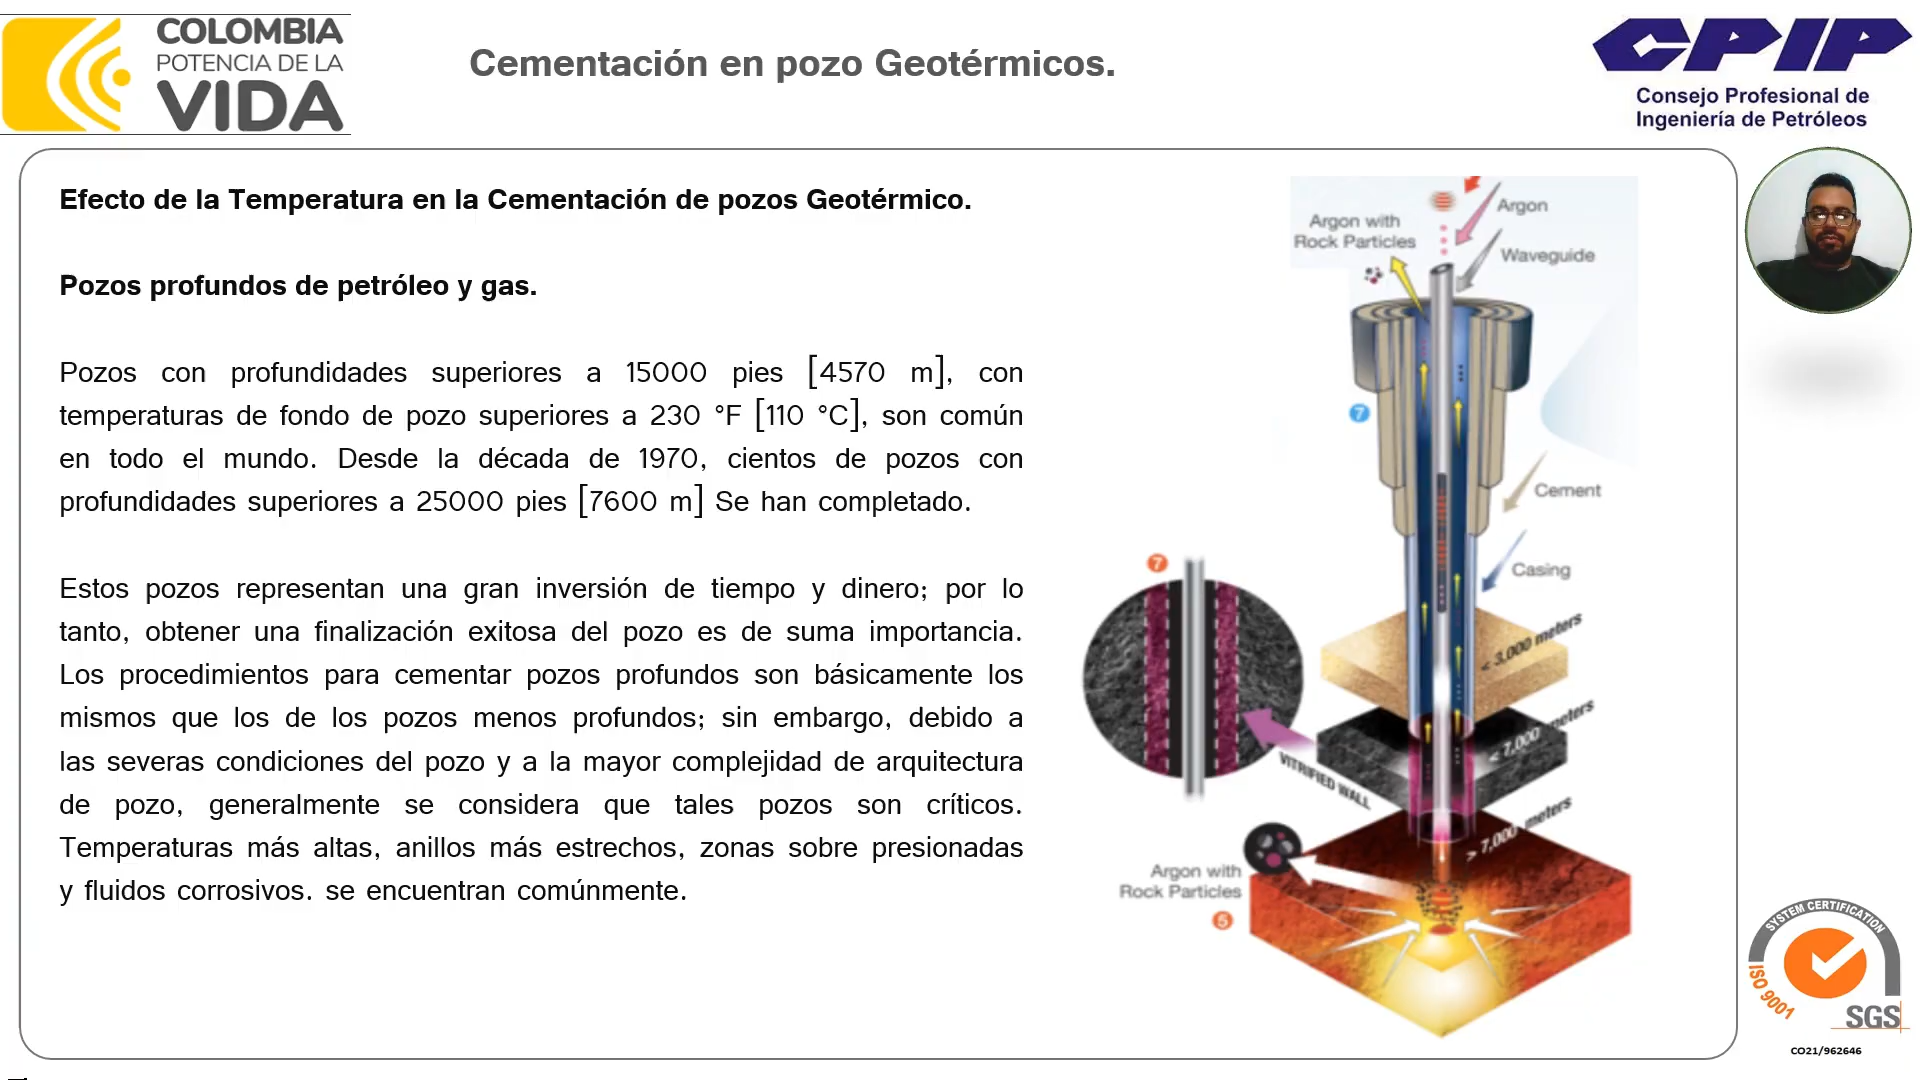 COLOMBIA
POTENCIA DE LA
VIDA
Cementación en pozo Geotérmicos.
CPIP
Consejo Profesional de
Ingeniería de Petróleos
Efecto de la Temperatura en la Cementación de pozos Geotérmico.
Pozos profundos de petróleo y gas.
Pozos con profundidades superiores a 15000 pies [4570 m], con
temperaturas de fondo de pozo superiores a 230 °F [110 °C], son común
en todo el mundo. Desde la década de 1970, cientos de pozos con
profundidades superiores a 25000 pies [7600 m] Se han completado.
Estos pozos representan una gran inversión de tiempo y dinero; por lo
tanto, obtener una finalización exitosa del pozo es de suma importancia.
Los procedimientos para cementar pozos profundos son básicamente los
mismos que los de los pozos menos profundos; sin embargo, debido a
las severas condiciones del pozo y a la mayor complejidad de arquitectura
de pozo, generalmente se considera que tales pozos son críticos.
Temperaturas más altas, anillos más estrechos, zonas sobre presionadas
y fluidos corrosivos. se encuentran comúnmente.
Argon
Argon with
Rock Particles
Waveguide
7
Cement
7
Casing
< 3,000 meters
< 7,000 meters
VITRIFIED WALL
> 7,000 meters
Argon with
Rock Particles
5
SYSTEM CERTIFICATION
ISO 9001
SGS
CO21/962646